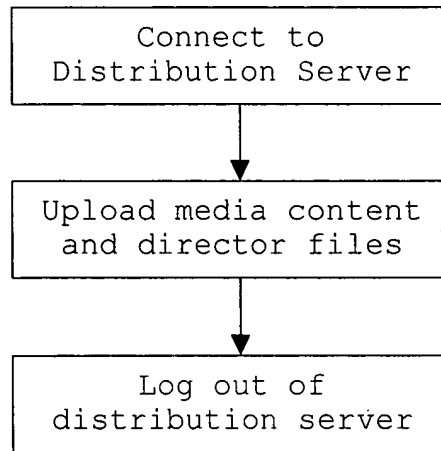 Connect to
Distribution Server
Upload media content
and director files
Log out of
distribution server